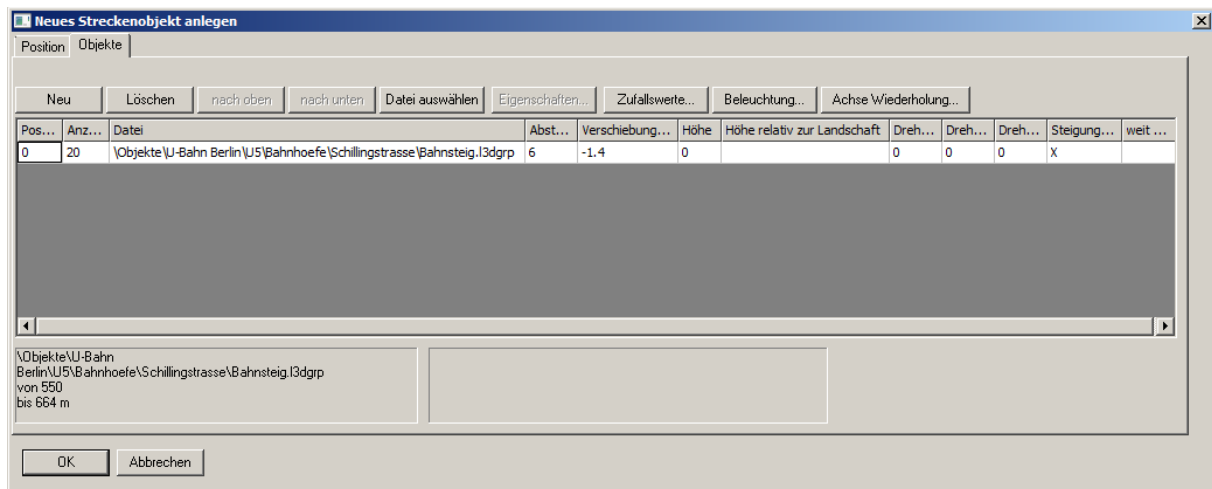 Neues Streckenobjekt anlegen
Position Objekte
Neu Löschen nach oben nach unten Datei auswählen Eigenschaften... Zufallswerte... Beleuchtung... Achse Wiederholung...
Pos... Anz... Datei Abst... Verschiebung... Höhe Höhe relativ zur Landschaft Dreh... Dreh... Dreh... Steigung... weit ...
0 20 \Objekte\U-Bahn Berlin\U5\Bahnhoefe\Schillingstrasse\Bahnsteig.l3dgrp 6 -1.4 0 0 0 0 X
\Objekte\U-Bahn
Berlin\U5\Bahnhoefe\Schillingstrasse\Bahnsteig.l3dgrp
von 550
bis 664 m
OK Abbrechen